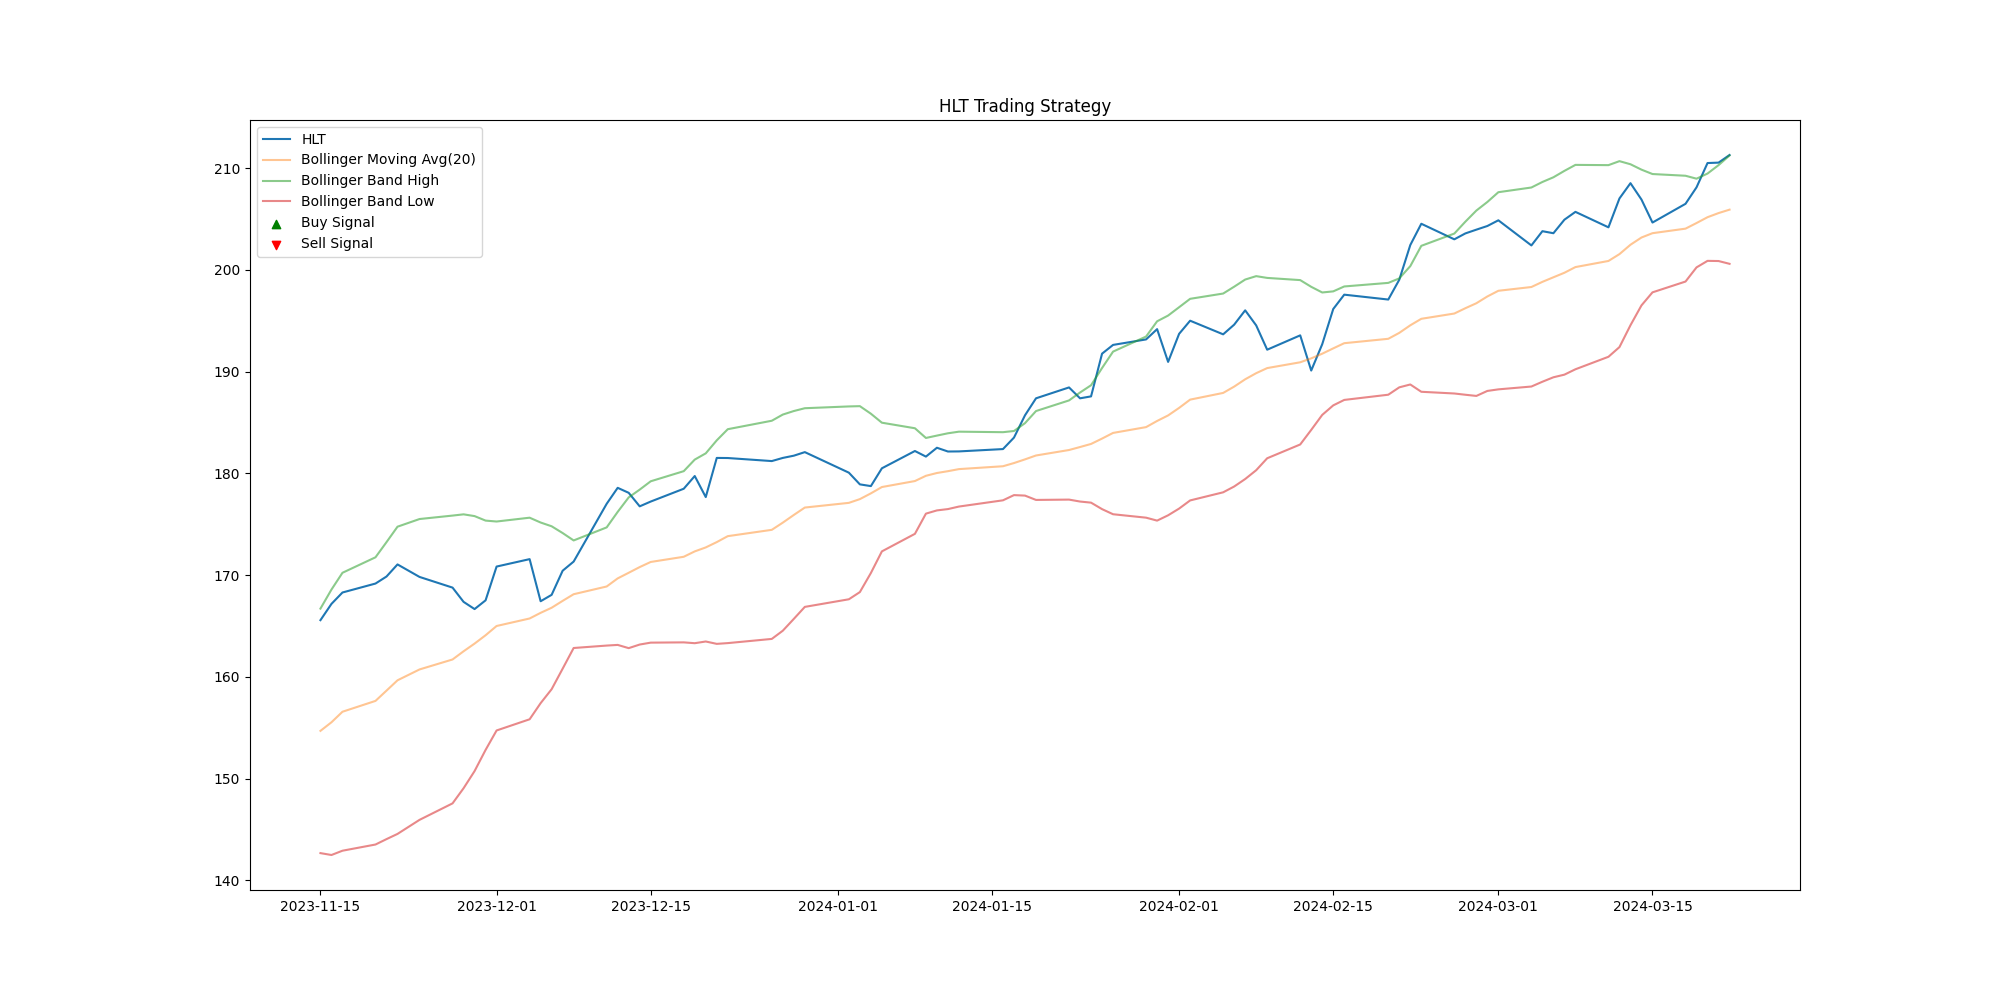 HLT Trading Strategy
HLT
Bollinger Moving Avg(20)
Bollinger Band High
Bollinger Band Low
Buy Signal
Sell Signal
210
200
190
180
170
160
150
140
2023-11-15
2023-12-01
2023-12-15
2024-01-01
2024-01-15
2024-02-01
2024-02-15
2024-03-01
2024-03-15